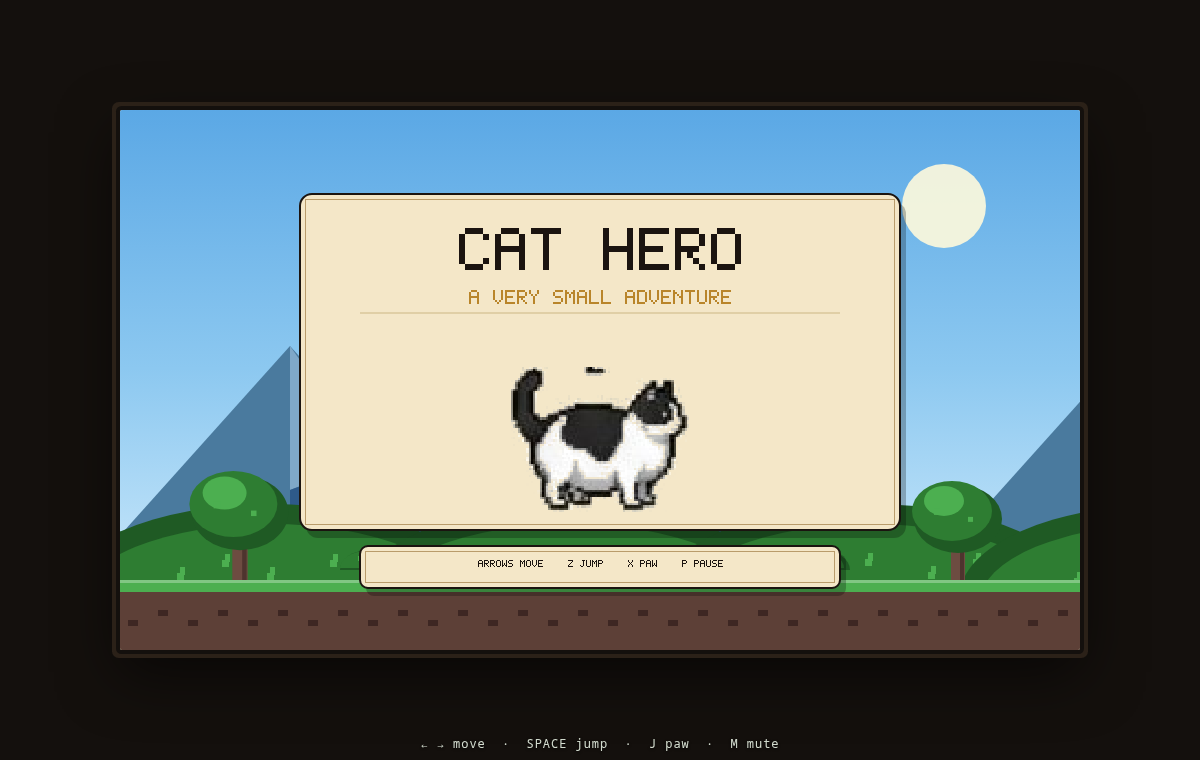 CAT HERO
A VERY SMALL ADVENTURE
ARROWS MOVE Z JUMP X PAW P PAUSE
← → move · SPACE jump · J paw · M mute